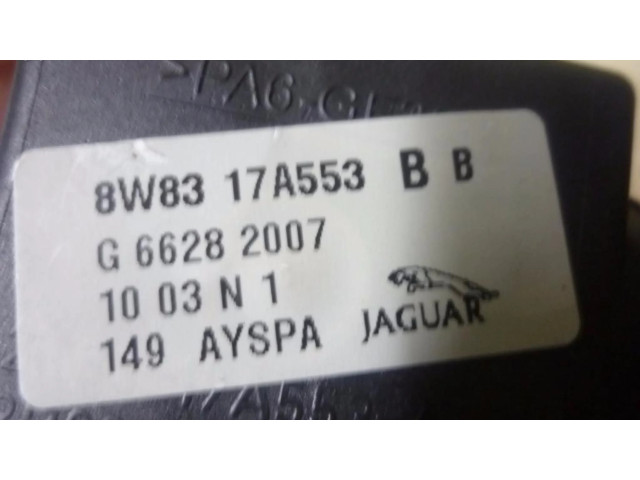 8W83 17A553 B B
G 6628 2007
10 03 N 1
149 AYSPA JAGUAR